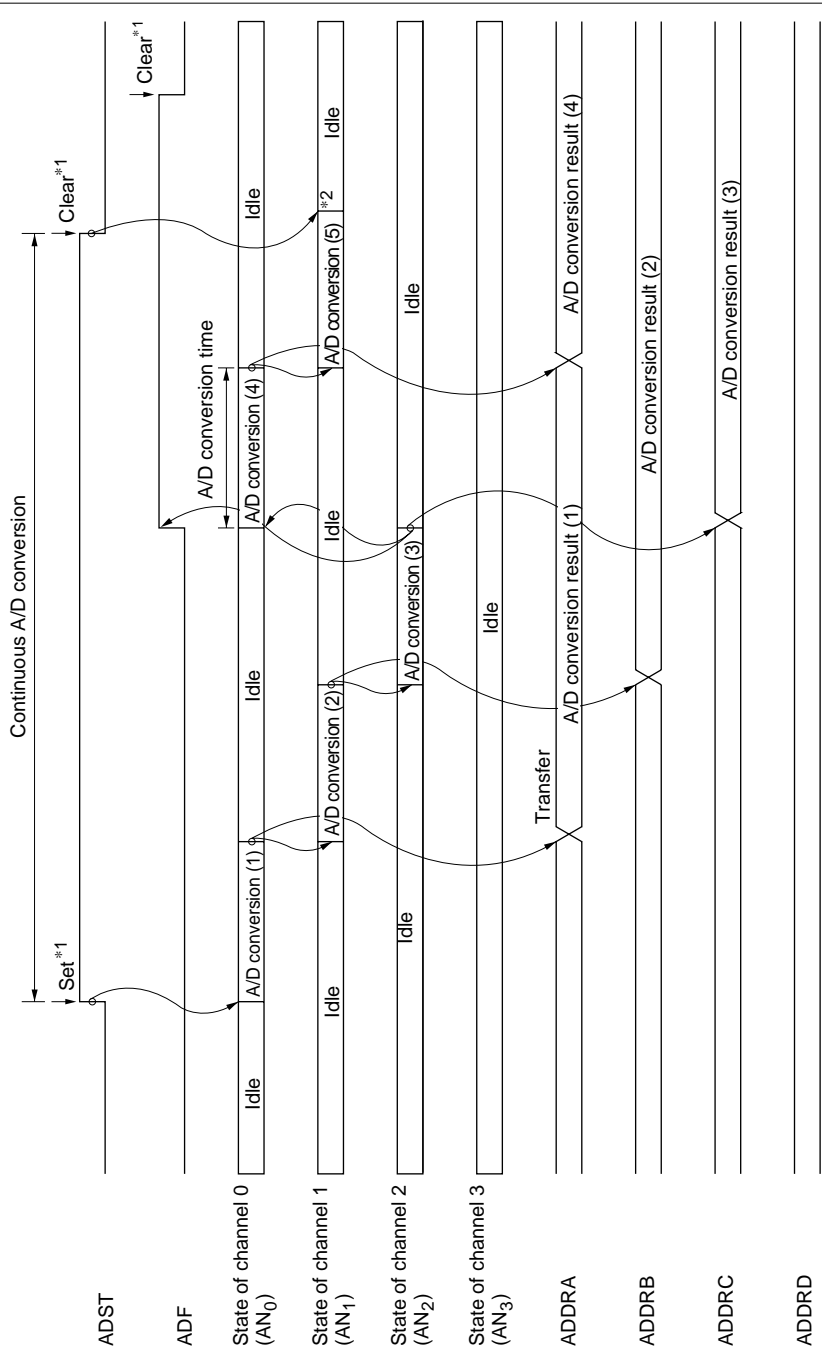 Continuous A/D conversion
Set*1
Clear*1
ADST
Clear*1
ADF
A/D conversion time
State of channel 0
(AN0)
Idle
A/D conversion (1)
Idle
A/D conversion (4)
Idle
State of channel 1
(AN1)
Idle
A/D conversion (2)
Idle
A/D conversion (5)
*2
Idle
State of channel 2
(AN2)
Idle
A/D conversion (3)
Idle
State of channel 3
(AN3)
Idle
Transfer
ADDRA
A/D conversion result (1)
A/D conversion result (4)
ADDRB
A/D conversion result (2)
ADDRC
A/D conversion result (3)
ADDRD